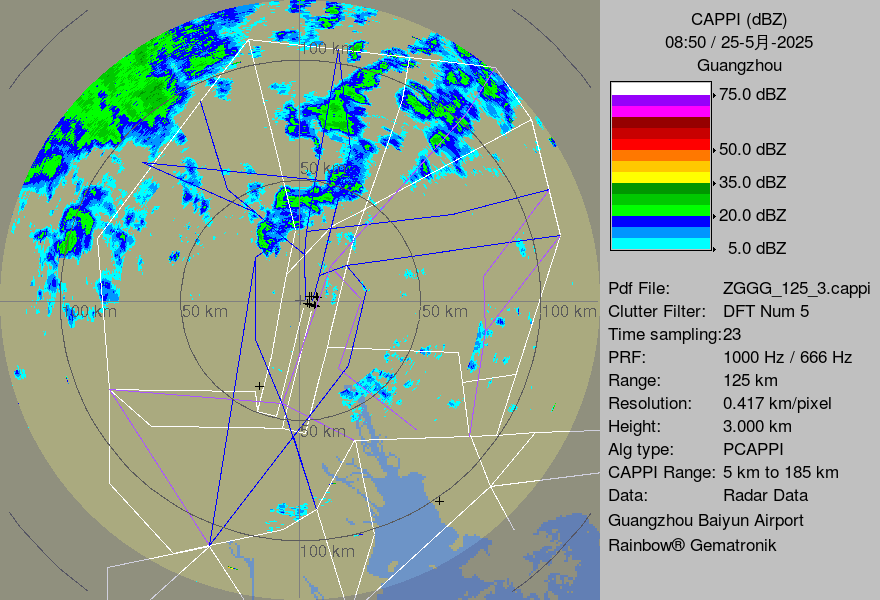 CAPPI (dBZ)
08:50 / 25-5月-2025
Guangzhou
75.0 dBZ
50.0 dBZ
35.0 dBZ
20.0 dBZ
5.0 dBZ
Pdf File: ZGGG_125_3.cappi
Clutter Filter: DFT Num 5
Time sampling:23
PRF: 1000 Hz / 666 Hz
Range: 125 km
Resolution: 0.417 km/pixel
Height: 3.000 km
Alg type: PCAPPI
CAPPI Range: 5 km to 185 km
Data: Radar Data
Guangzhou Baiyun Airport
Rainbow® Gematronik
100 km
50 km
100 km
50 km
50 km
100 km
50 km
100 km